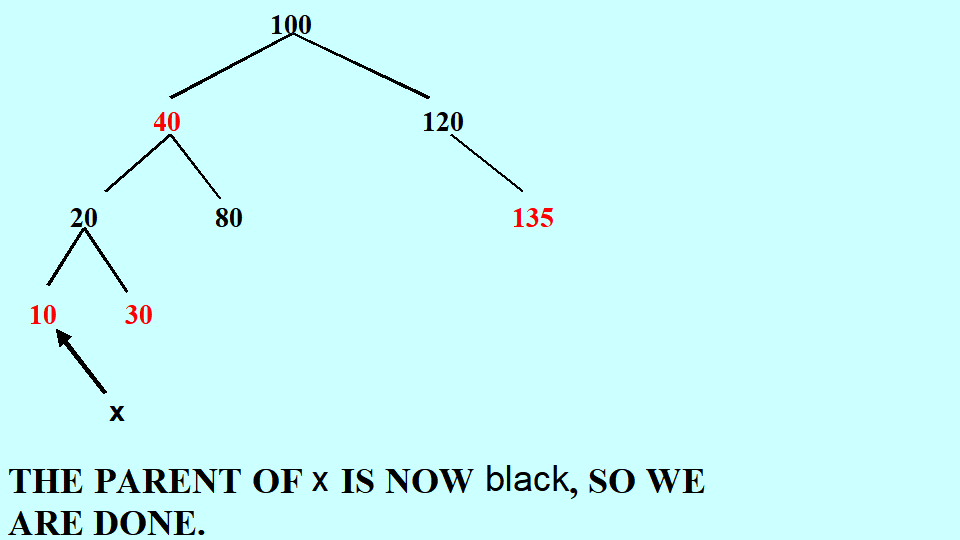 100
40 120
20 80 135
10 30
x
THE PARENT OF x IS NOW black, SO WE
ARE DONE.